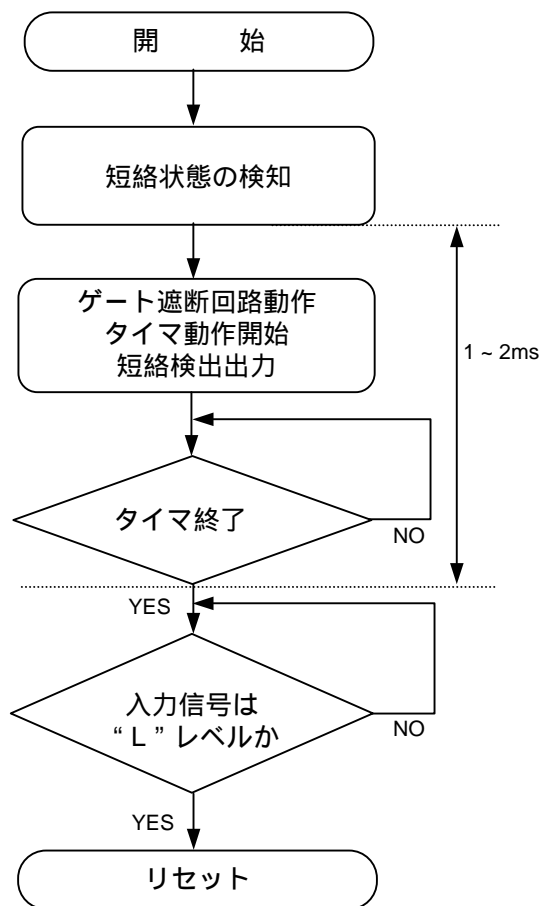 開 始
短絡状態の検知
ゲート遮断回路動作
タイマ動作開始
短絡検出出力
1 ~ 2ms
タイマ終了
NO
YES
入力信号は
“ L ” レベルか
NO
YES
リセット